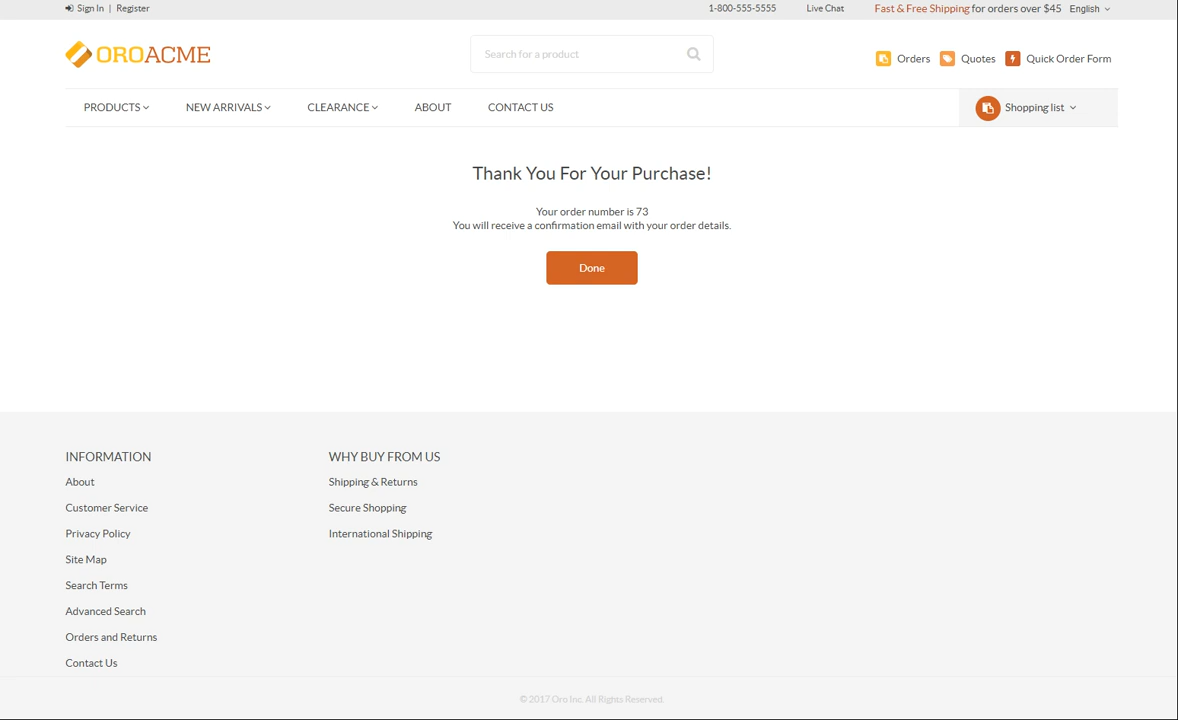 Sign In | Register
1-800-555-5555
Live Chat
Fast & Free Shipping for orders over $45
English
OROACME
Search for a product
Orders
Quotes
Quick Order Form
PRODUCTS
NEW ARRIVALS
CLEARANCE
ABOUT
CONTACT US
Shopping list
Thank You For Your Purchase!
Your order number is 73
You will receive a confirmation email with your order details.
Done
INFORMATION
About
Customer Service
Privacy Policy
Site Map
Search Terms
Advanced Search
Orders and Returns
Contact Us
WHY BUY FROM US
Shipping & Returns
Secure Shopping
International Shipping
© 2017 Oro Inc. All Rights Reserved.